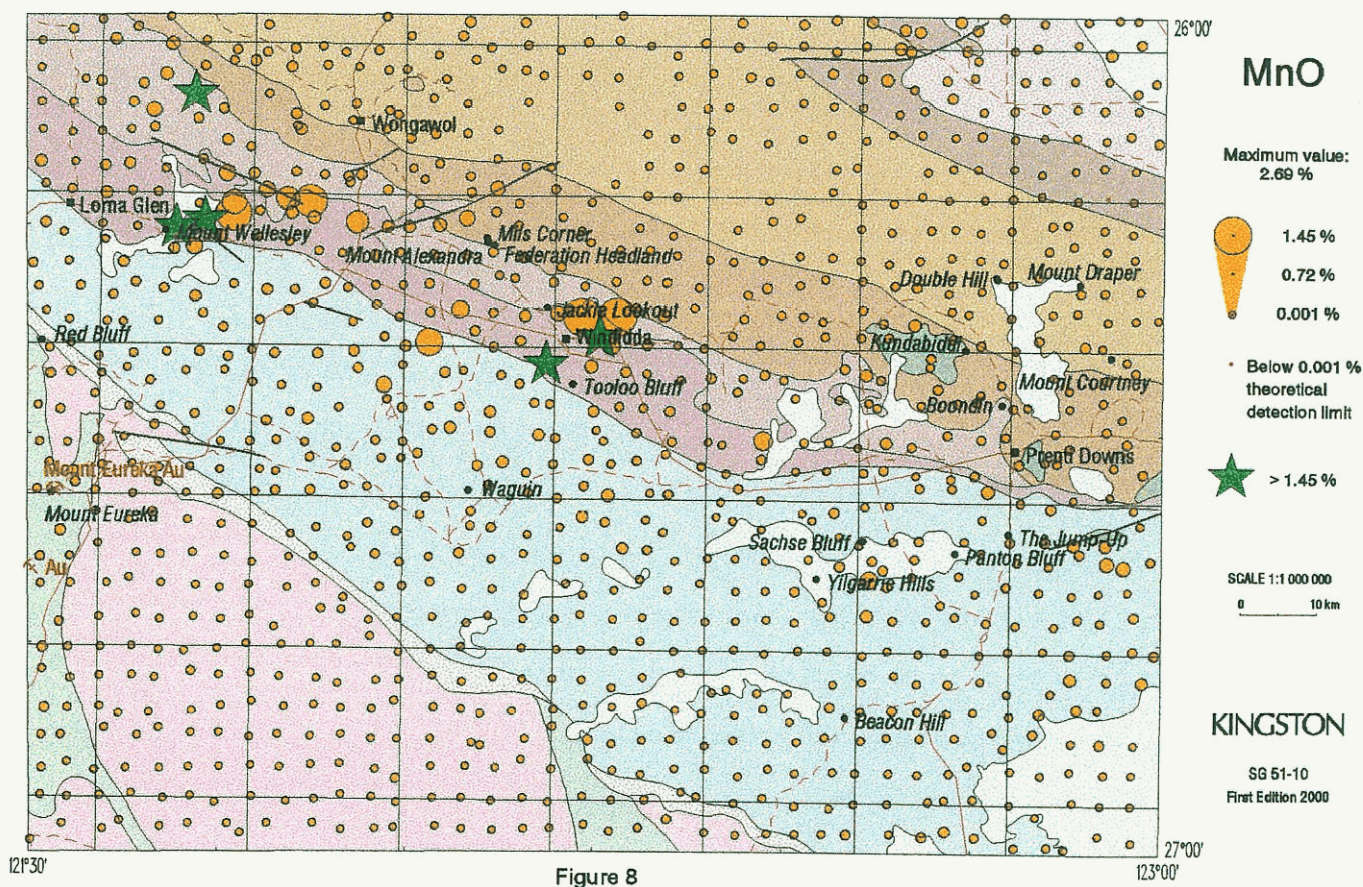 26°00'
MnO
Maximum value:
2.69 %
1.45 %
0.72 %
0.001 %
Below 0.001 %
theoretical
detection limit
> 1.45 %
SCALE 1:1 000 000
0 10 km
KINGSTON
SG 51-10
First Edition 2000
Wongawol
Lorna Glen
Mount Wellesley
Mount Alexandra
Mils Corner
Federation Headland
Double Hill
Mount Draper
Jackie Lookout
Windidda
Red Bluff
Kundabidul
Mount Courtney
Tooloo Bluff
Boondin
Prenti Downs
Mount Eureka Au
Waguin
Mount Eureka
Sachse Bluff
The Jump-Up
Panton Bluff
Au
Yilgarrie Hills
Beacon Hill
121°30'
27°00'
123°00'
Figure 8